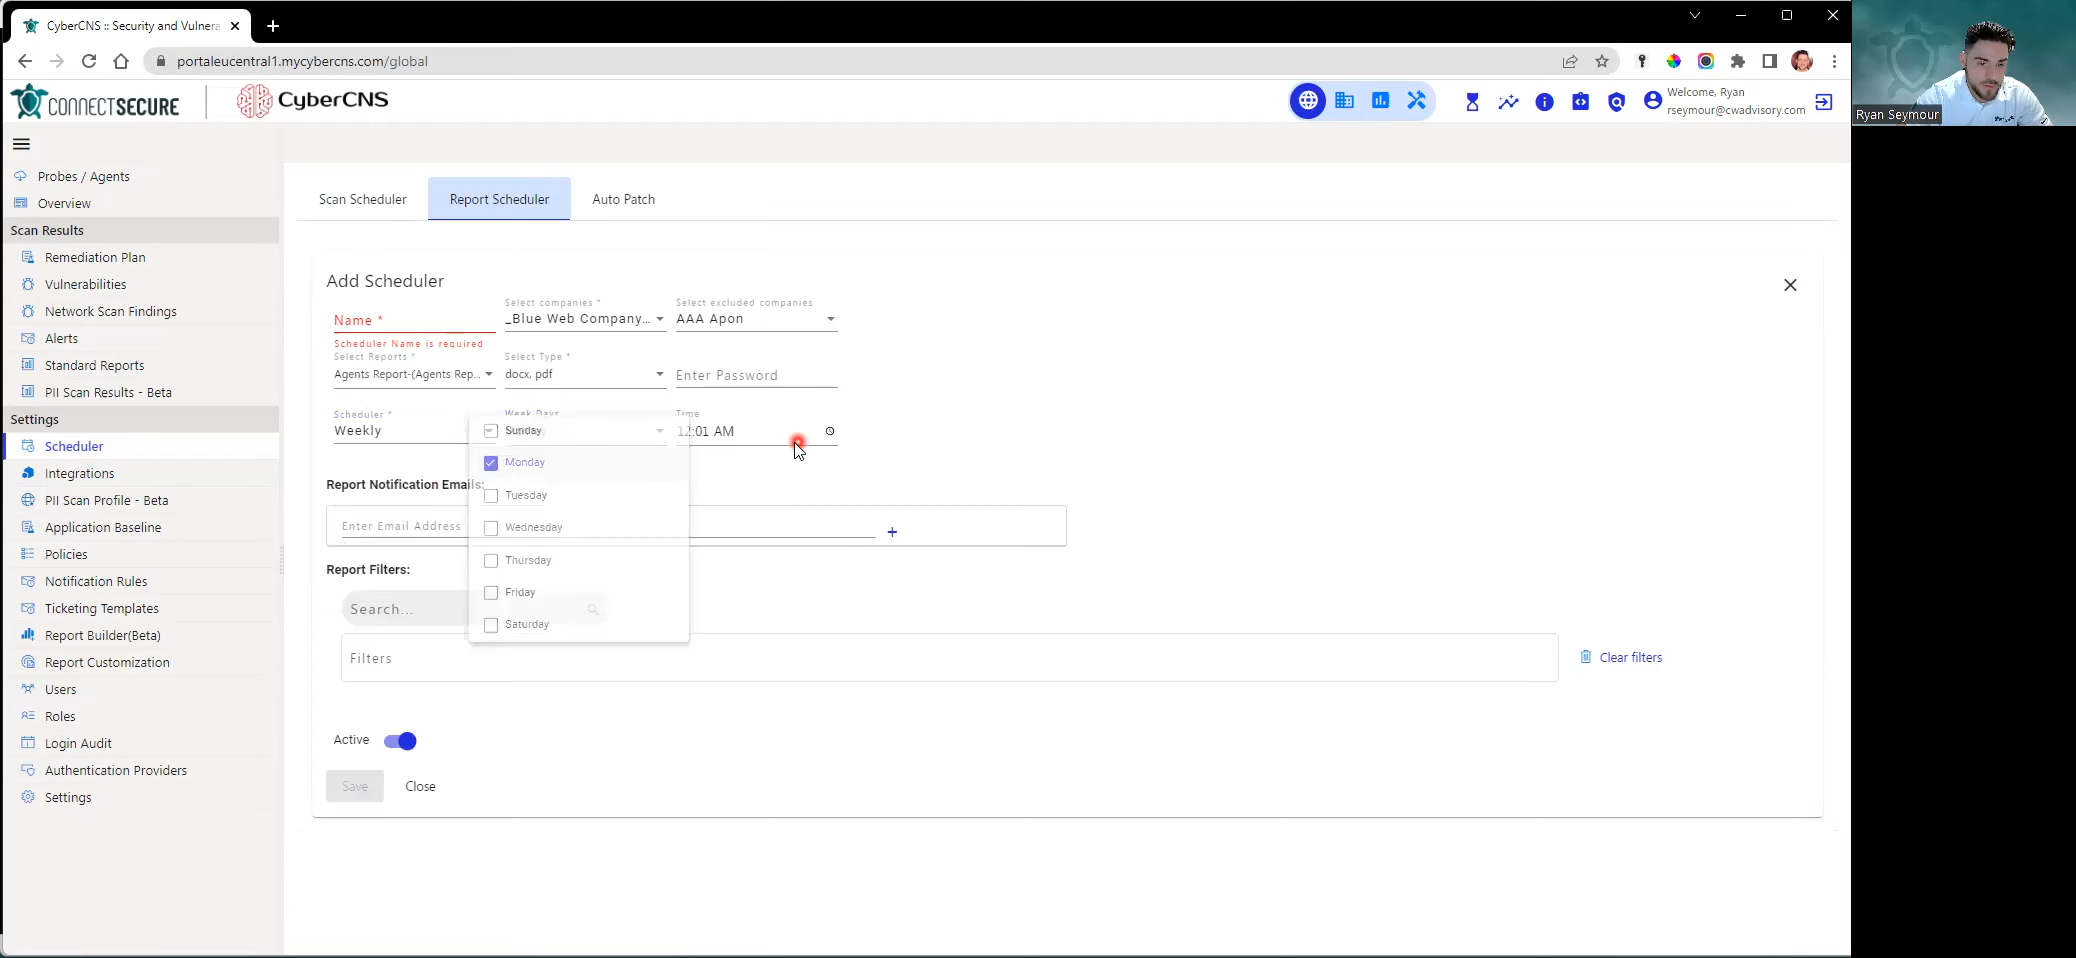 CyberCNS :: Security and Vulnera
portaleucentral1.mycybercns.com/global
CONNECTSECURE
CyberCNS
Welcome, Ryan
rseymour@cwadvisory.com
Ryan Seymour
Probes / Agents
Overview
Scan Results
Remediation Plan
Vulnerabilities
Network Scan Findings
Alerts
Standard Reports
PII Scan Results - Beta
Settings
Scheduler
Integrations
PII Scan Profile - Beta
Application Baseline
Policies
Notification Rules
Ticketing Templates
Report Builder(Beta)
Report Customization
Users
Roles
Login Audit
Authentication Providers
Settings
Scan Scheduler
Report Scheduler
Auto Patch
Add Scheduler
Name *
Scheduler Name is required
Select companies *
_Blue Web Company...
Select excluded companies
AAA Apon
Select Reports *
Agents Report-(Agents Rep...
Select Type *
docx, pdf
Enter Password
Scheduler *
Weekly
Week Days
Time
12:01 AM
Sunday
Monday
Tuesday
Wednesday
Thursday
Friday
Saturday
Report Notification Emails:
Enter Email Address
+
Report Filters:
Search...
Filters
Clear filters
Active
Save
Close